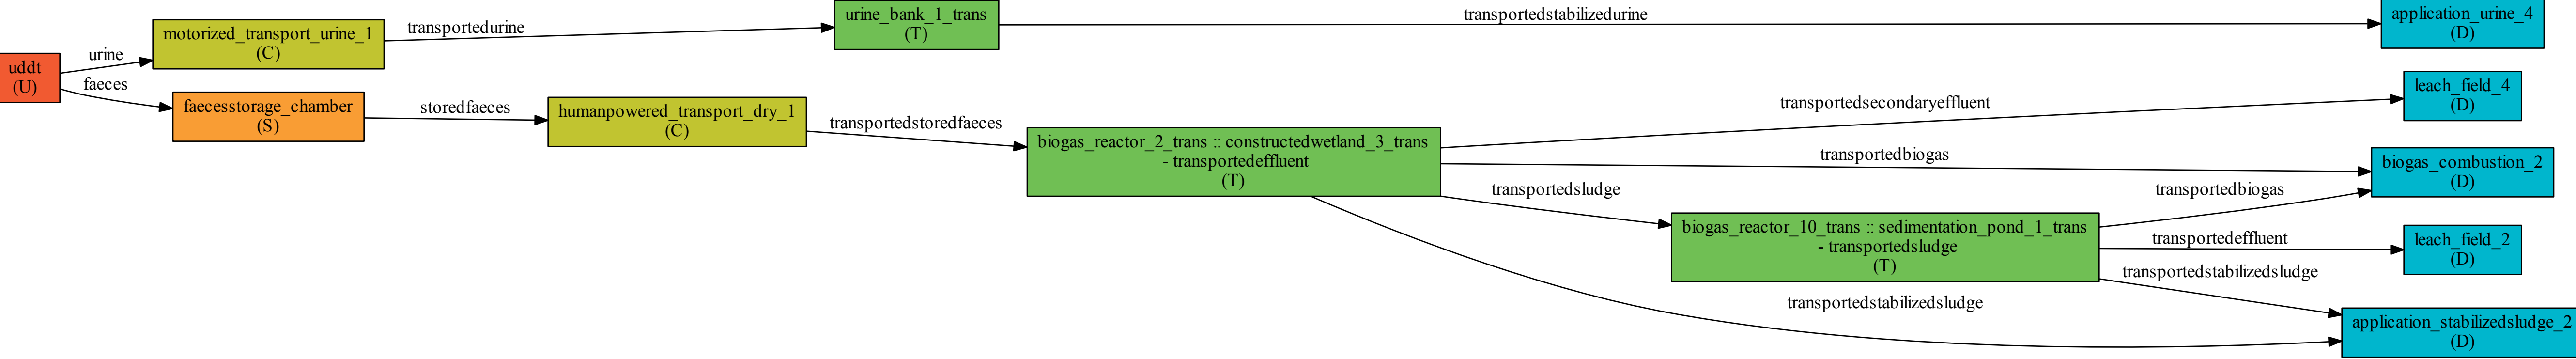 uddt
(U)
urine
faeces
motorized_transport_urine_1
(C)
faecesstorage_chamber
(S)
transportedurine
storedfaeces
humanpowered_transport_dry_1
(C)
urine_bank_1_trans
(T)
transportedstoredfaeces
biogas_reactor_2_trans :: constructedwetland_3_trans
- transportedeffluent
(T)
transportedstabilizedurine
transportedsecondaryeffluent
transportedbiogas
transportedsludge
transportedstabilizedsludge
biogas_reactor_10_trans :: sedimentation_pond_1_trans
- transportedsludge
(T)
transportedbiogas
transportedeffluent
transportedstabilizedsludge
application_urine_4
(D)
leach_field_4
(D)
biogas_combustion_2
(D)
leach_field_2
(D)
application_stabilizedsludge_2
(D)